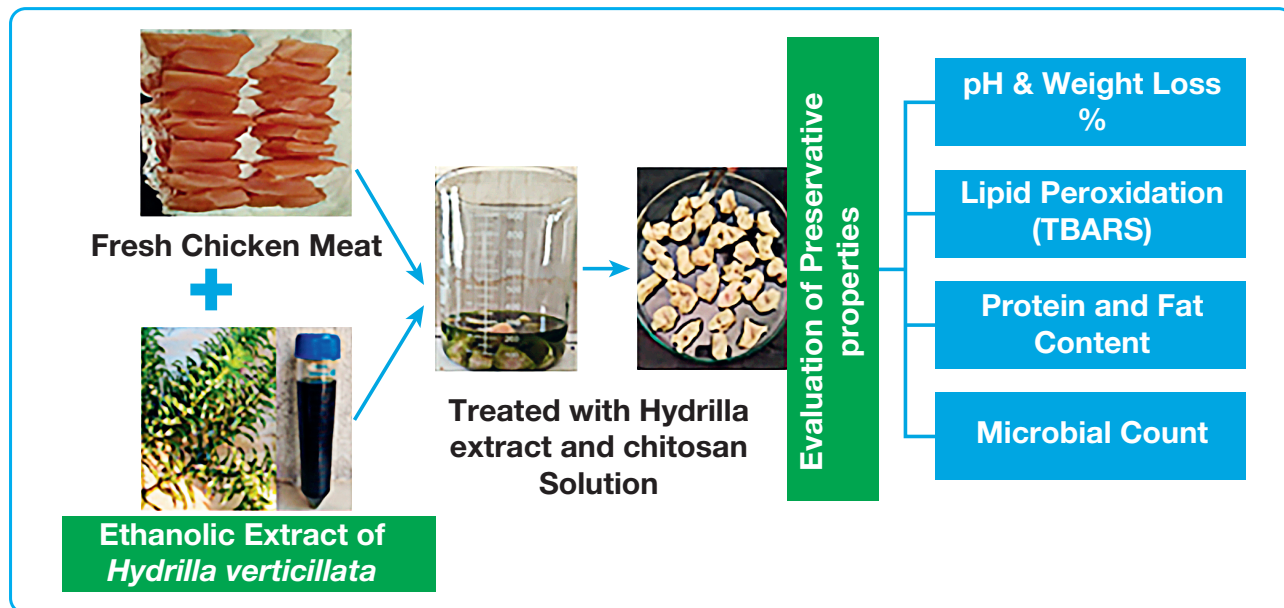 Fresh Chicken Meat
Ethanolic Extract of
Hydrilla verticillata
Treated with Hydrilla
extract and chitosan
Solution
Evaluation of Preservative
properties
pH & Weight Loss
%
Lipid Peroxidation
(TBARS)
Protein and Fat
Content
Microbial Count